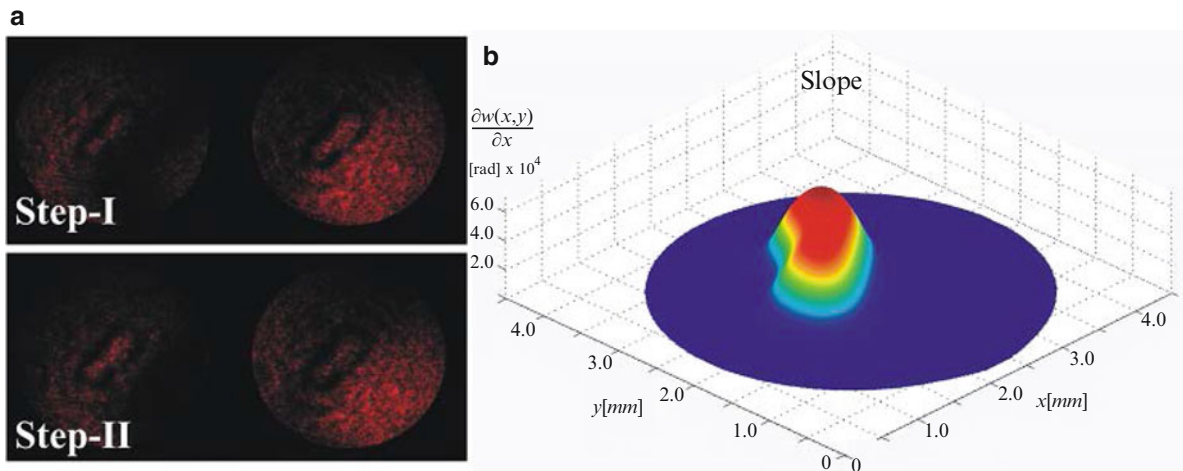 a
Step-I
Step-II
b
Slope
∂w(x,y)
∂x
[rad] x 10⁴
6.0
4.0
2.0
4.0
3.0
2.0
1.0
0
y[mm]
0
1.0
2.0
3.0
4.0
x[mm]